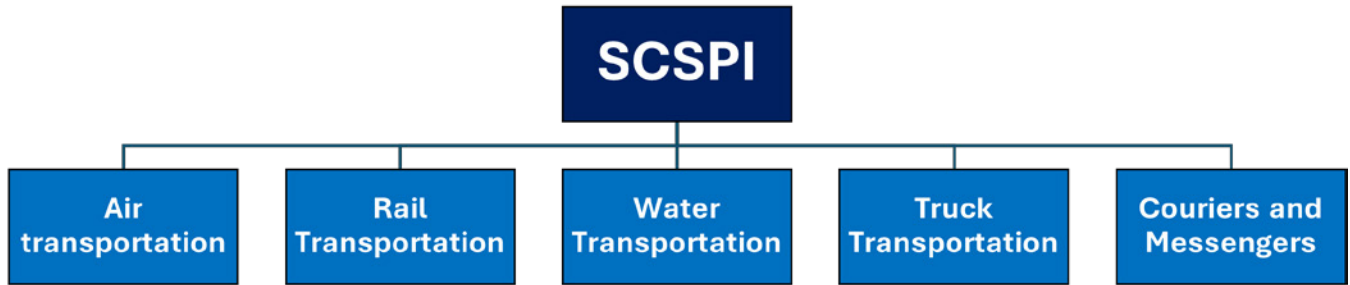 SCSPI
Air
transportation
Rail
Transportation
Water
Transportation
Truck
Transportation
Couriers and
Messengers